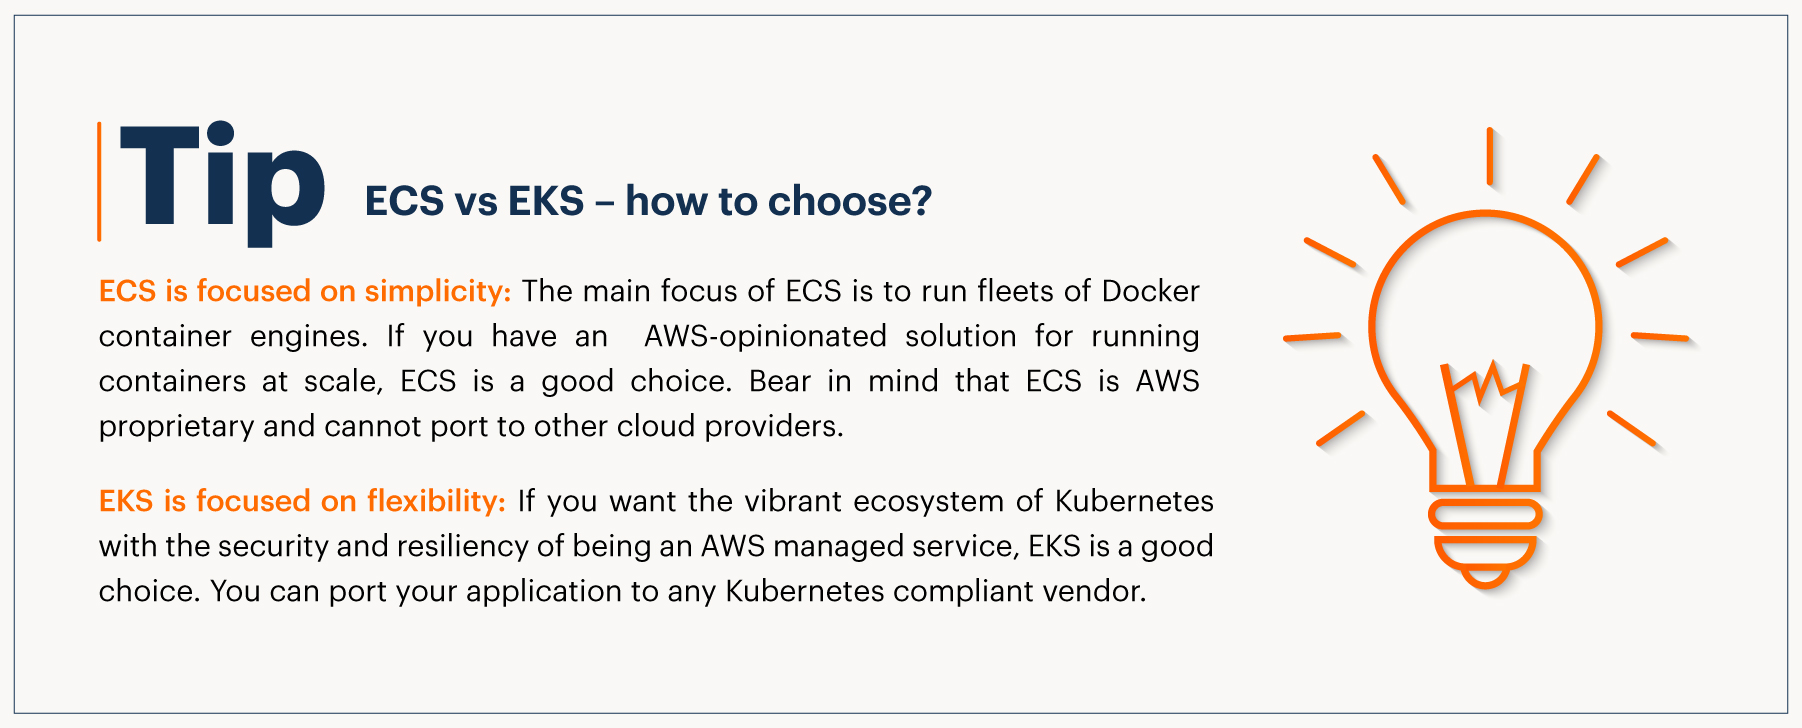 Tip ECS vs EKS – how to choose?
ECS is focused on simplicity: The main focus of ECS is to run fleets of Docker
container engines. If you have an AWS-opinionated solution for running
containers at scale, ECS is a good choice. Bear in mind that ECS is AWS
proprietary and cannot port to other cloud providers.
EKS is focused on flexibility: If you want the vibrant ecosystem of Kubernetes
with the security and resiliency of being an AWS managed service, EKS is a good
choice. You can port your application to any Kubernetes compliant vendor.